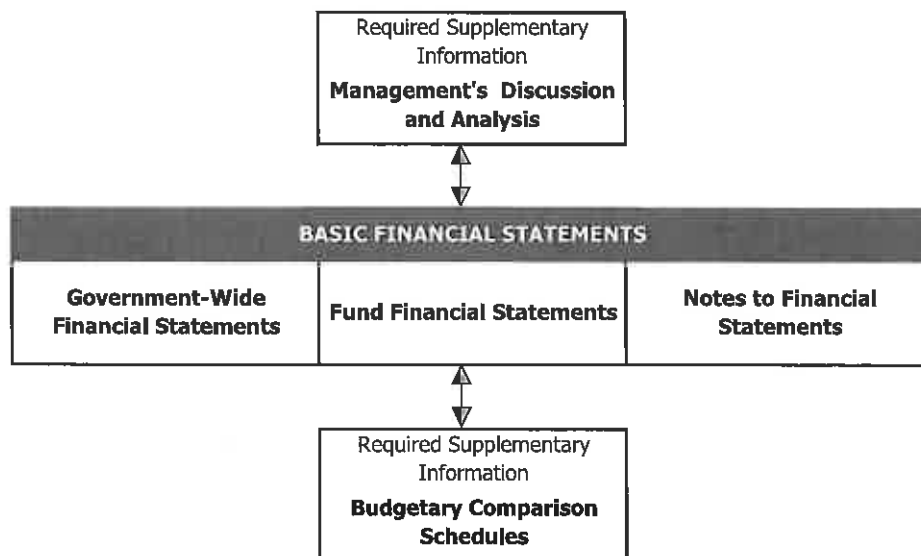 Required Supplementary
Information
Management's Discussion
and Analysis
BASIC FINANCIAL STATEMENTS
Government-Wide
Financial Statements
Fund Financial Statements
Notes to Financial
Statements
Required Supplementary
Information
Budgetary Comparison
Schedules